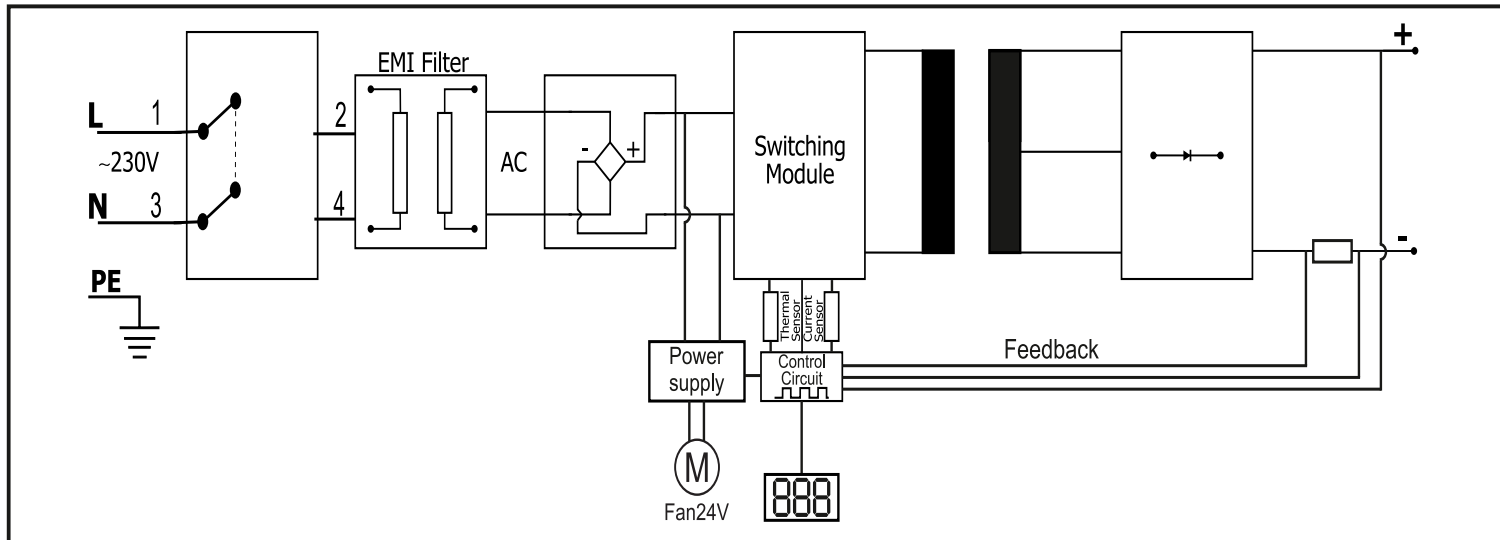 L
1
~230V
N
3
PE
2
4
EMI Filter
AC
-
+
Switching
Module
Thermal
Sensor
Current
Sensor
Power
supply
Control
Circuit
M
Fan24V
888
Feedback
+
-